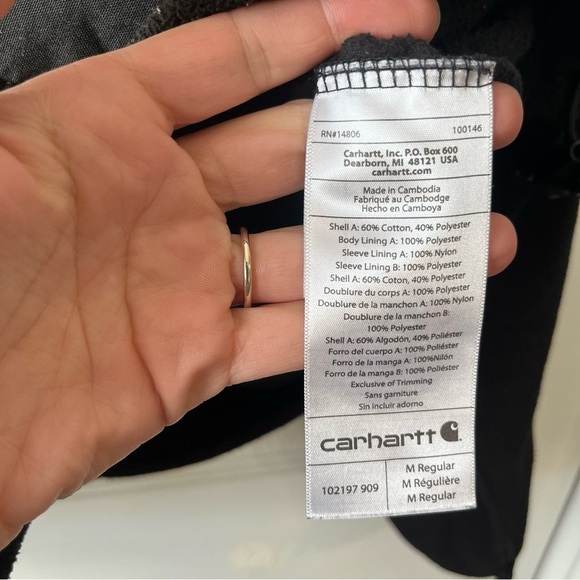 RN#14806 100146
Carhartt, Inc. P.O. Box 600
Dearborn, MI 48121 USA
carhartt.com
Made in Cambodia
Fabriqué au Cambodge
Hecho en Camboya
Shell A: 60% Cotton, 40% Polyester
Body Lining A: 100% Polyester
Sleeve Lining A: 100% Nylon
Sleeve Lining B: 100% Polyester
Shell A: 60% Coton, 40% Polyester
Doublure du corps A: 100% Polyester
Doublure de la manchon A: 100% Nylon
Doublure de la manchon B:
100% Polyester
Shell A: 60% Algodón, 40% Poliéster
Forro del cuerpo A: 100% Poliéster
Forro de la manga A: 100%Nilón
Forro de la manga B: 100% Poliéster
Exclusive of Trimming
Sans garniture
Sin incluir adorno
carhartt
102197 909
M Regular
M Régulière
M Regular